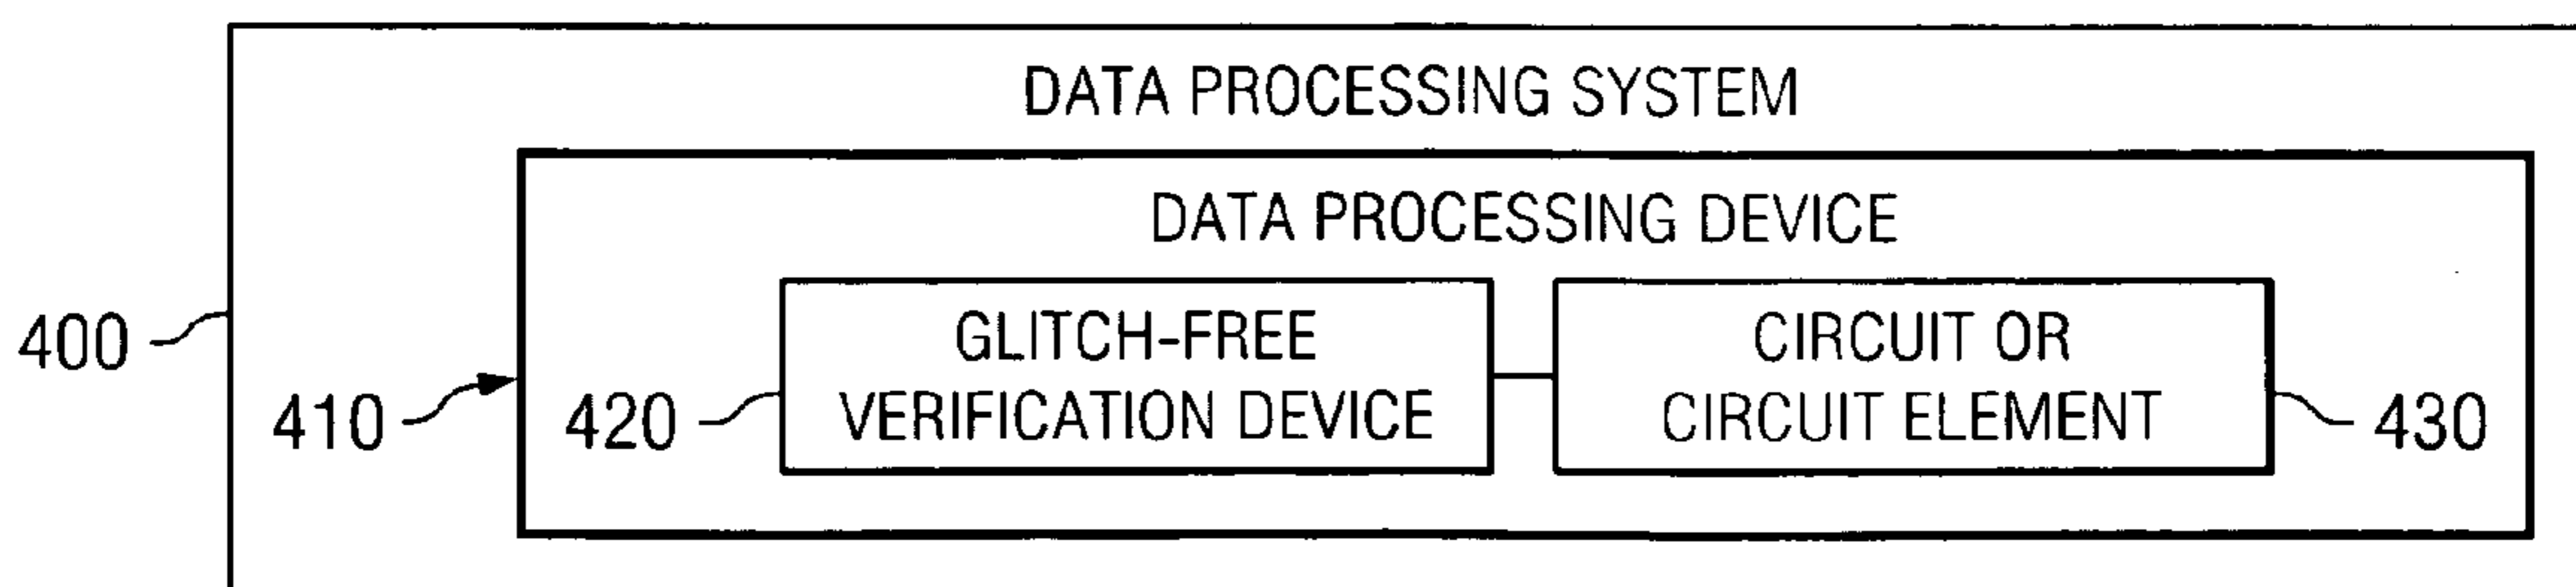 DATA PROCESSING SYSTEM
DATA PROCESSING DEVICE
GLITCH-FREE
VERIFICATION DEVICE
CIRCUIT OR
CIRCUIT ELEMENT
400
410
420
430